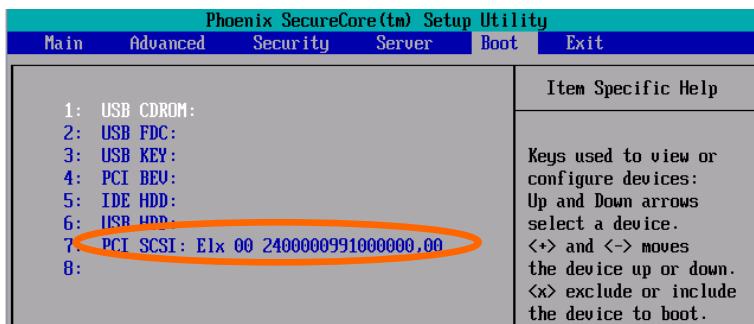 Phoenix SecureCore(tm) Setup Utility
Main Advanced Security Server Boot Exit
1: USB CDROM:
2: USB FDC:
3: USB KEY:
4: PCI BEV:
5: IDE HDD:
6: USB HDD:
7: PCI SCSI: Elx 00 2400000991000000,00
8:
Item Specific Help
Keys used to view or
configure devices:
Up and Down arrows
select a device.
<+> and <-> moves
the device up or down.
<x> exclude or include
the device to boot.